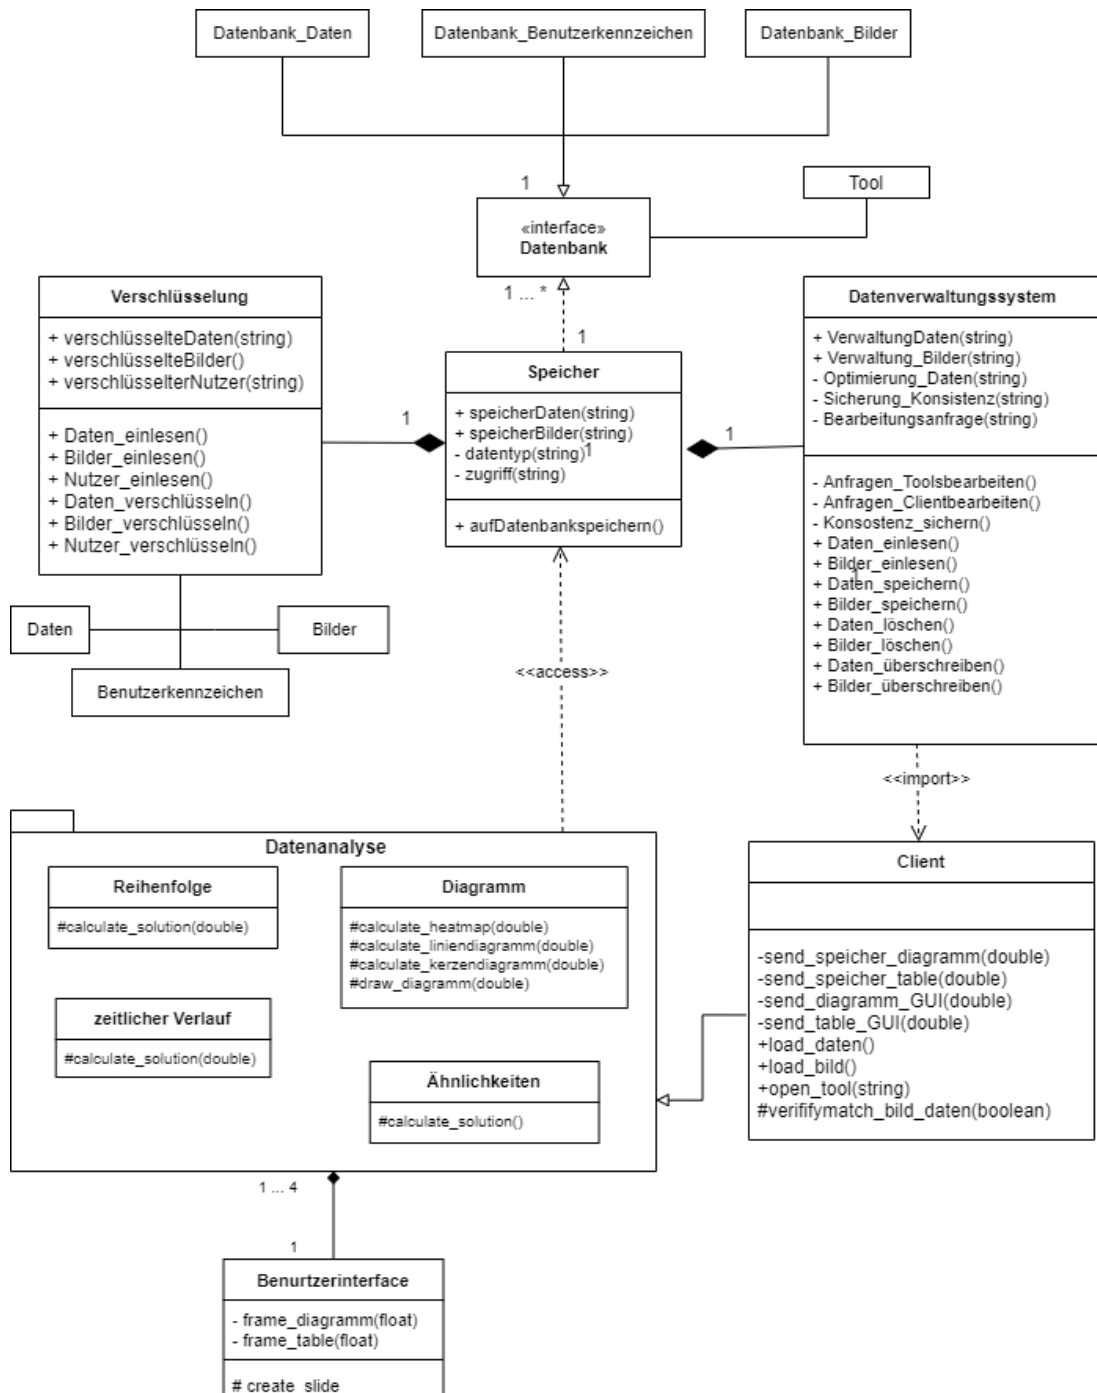 Datenbank_Daten
Datenbank_Benutzerkennzeichen
Datenbank_Bilder
1
Tool
«interface»
Datenbank
1 ... *
1
Verschlüsselung
+ verschlüsselteDaten(string)
+ verschlüsselteBilder()
+ verschlüsselterNutzer(string)
+ Daten_einlesen()
+ Bilder_einlesen()
+ Nutzer_einlesen()
+ Daten_verschlüsseln()
+ Bilder_verschlüsseln()
+ Nutzer_verschlüsseln()
1
Speicher
+ speicherDaten(string)
+ speicherBilder(string)
- datentyp(string)
1
- zugriff(string)
+ aufDatenbankspeichern()
1
Datenverwaltungssystem
+ VerwaltungDaten(string)
+ Verwaltung_Bilder(string)
- Optimierung_Daten(string)
- Sicherung_Konsistenz(string)
- Bearbeitungsanfrage(string)
- Anfragen_Toolsbearbeiten()
- Anfragen_Clientbearbeiten()
- Konsostenz_sichern()
+ Daten_einlesen()
+ Bilder_einlesen()
1
+ Daten_speichern()
+ Bilder_speichern()
+ Daten_löschen()
+ Bilder_löschen()
+ Daten_überschreiben()
+ Bilder_überschreiben()
Daten
Bilder
Benutzerkennzeichen
<<access>>
<<import>>
Datenanalyse
Reihenfolge
#calculate_solution(double)
Diagramm
#calculate_heatmap(double)
#calculate_liniendiagramm(double)
#calculate_kerzendiagramm(double)
#draw_diagramm(double)
zeitlicher Verlauf
#calculate_solution(double)
Ähnlichkeiten
#calculate_solution()
Client
-send_speicher_diagramm(double)
-send_speicher_table(double)
-send_diagramm_GUI(double)
-send_table_GUI(double)
+load_daten()
+load_bild()
+open_tool(string)
#verififymatch_bild_daten(boolean)
1 ... 4
1
Benurtzerinterface
- frame_diagramm(float)
- frame_table(float)
# create_slide